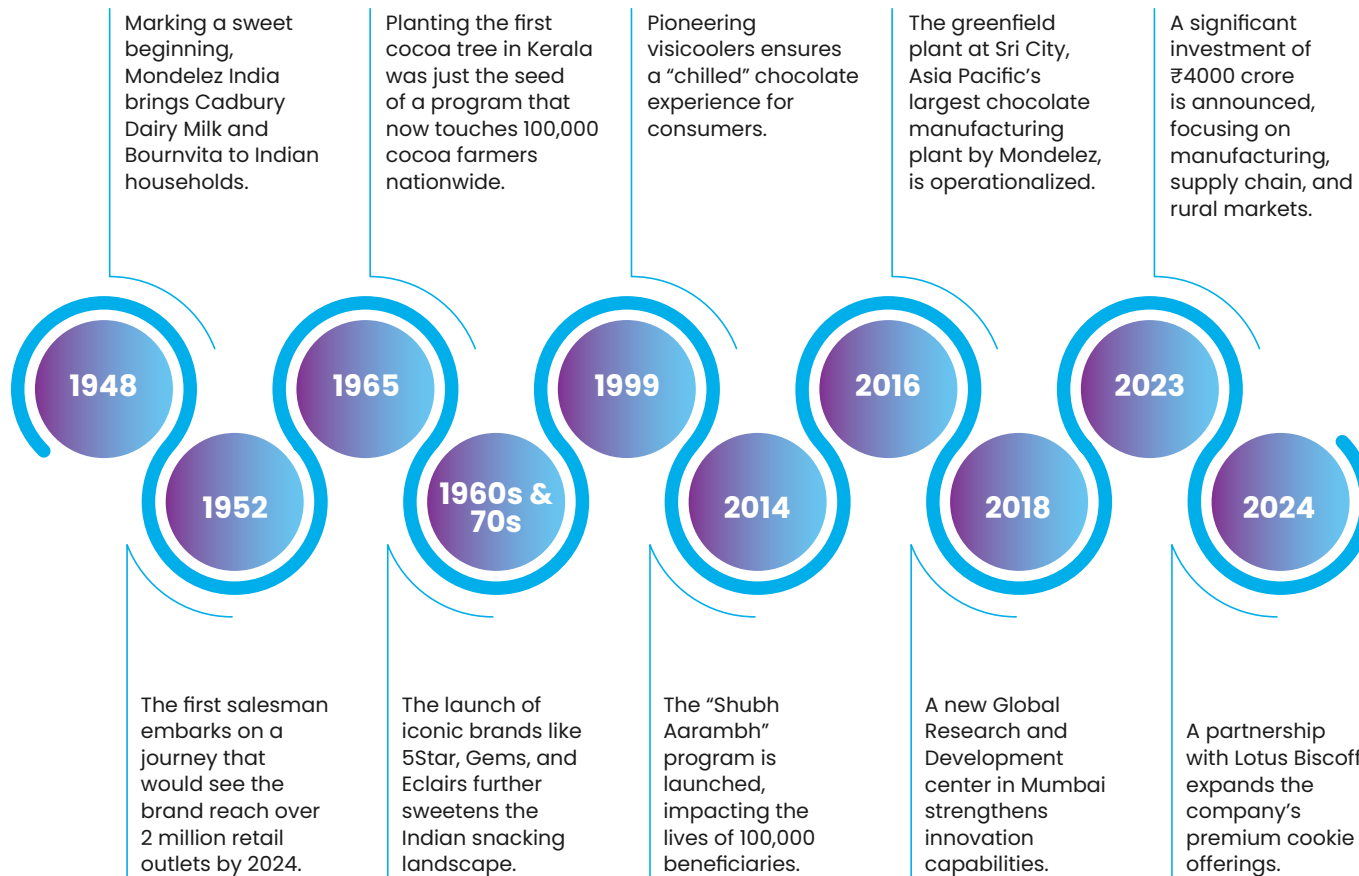 Marking a sweet
beginning,
Mondelez India
brings Cadbury
Dairy Milk and
Bournvita to Indian
households.
Planting the first
cocoa tree in Kerala
was just the seed
of a program that
now touches 100,000
cocoa farmers
nationwide.
Pioneering
visicoolers ensures
a “chilled” chocolate
experience for
consumers.
The greenfield
plant at Sri City,
Asia Pacific’s
largest chocolate
manufacturing
plant by Mondelez,
is operationalized.
A significant
investment of
₹4000 crore
is announced,
focusing on
manufacturing,
supply chain, and
rural markets.
1948
1965
1999
2016
2023
1952
1960s &
70s
2014
2018
2024
The first salesman
embarks on a
journey that
would see the
brand reach over
2 million retail
outlets by 2024.
The launch of
iconic brands like
5Star, Gems, and
Eclairs further
sweetens the
Indian snacking
landscape.
The “Shubh
Aarambh”
program is
launched,
impacting the
lives of 100,000
beneficiaries.
A new Global
Research and
Development
center in Mumbai
strengthens
innovation
capabilities.
A partnership
with Lotus Biscoff
expands the
company’s
premium cookie
offerings.